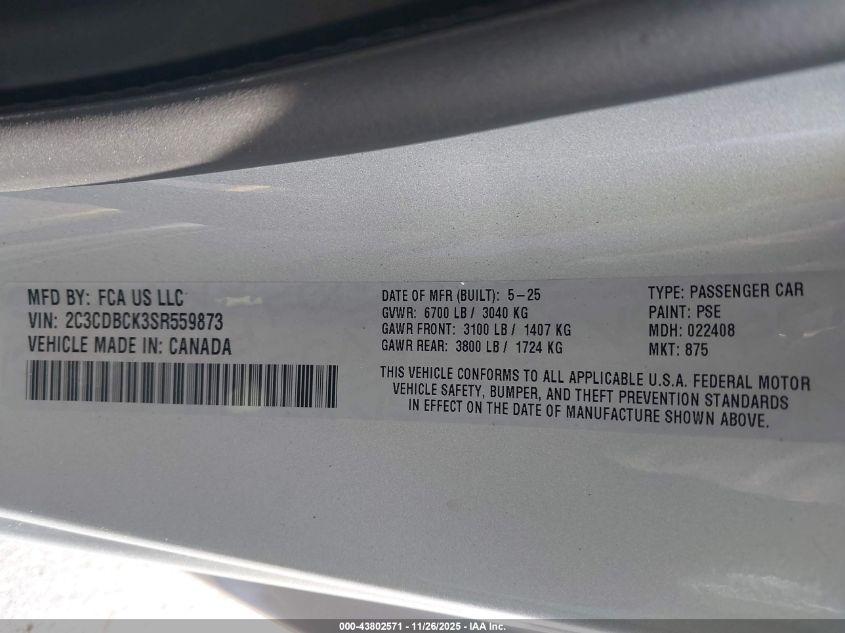 MFD BY: FCA US LLC
VIN: 2C3CDBCK3SR559873
VEHICLE MADE IN: CANADA
DATE OF MFR (BUILT): 5-25
GVWR: 6700 LB / 3040 KG
GAWR FRONT: 3100 LB / 1407 KG
GAWR REAR: 3800 LB / 1724 KG
TYPE: PASSENGER CAR
PAINT: PSE
MDH: 022408
MKT: 875
THIS VEHICLE CONFORMS TO ALL APPLICABLE U.S.A. FEDERAL MOTOR
VEHICLE SAFETY, BUMPER, AND THEFT PREVENTION STANDARDS
IN EFFECT ON THE DATE OF MANUFACTURE SHOWN ABOVE.
000-43802571 - 11/26/2025 - IAA Inc.